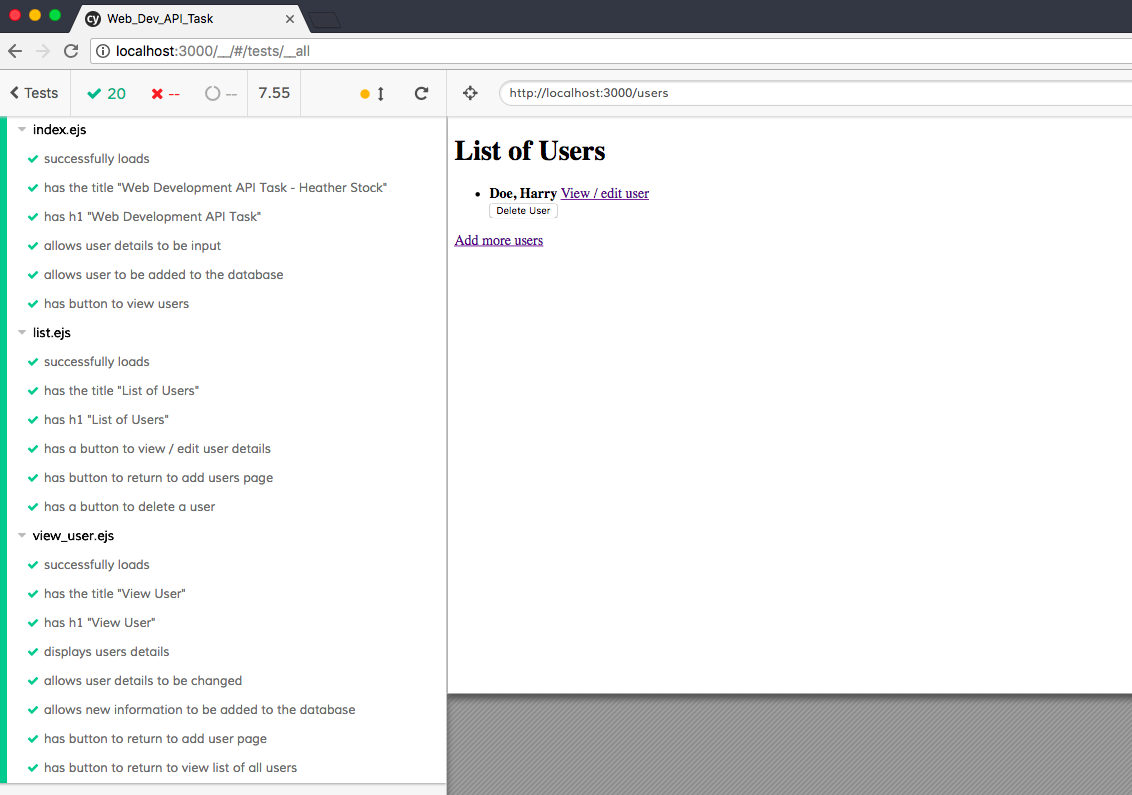 cy Web_Dev_API_Task
localhost:3000/__/#/tests/__all
Tests 20 -- -- 7.55 http://localhost:3000/users
index.ejs
successfully loads
has the title "Web Development API Task - Heather Stock"
has h1 "Web Development API Task"
allows user details to be input
allows user to be added to the database
has button to view users
list.ejs
successfully loads
has the title "List of Users"
has h1 "List of Users"
has a button to view / edit user details
has button to return to add users page
has a button to delete a user
view_user.ejs
successfully loads
has the title "View User"
has h1 "View User"
displays users details
allows user details to be changed
allows new information to be added to the database
has button to return to add user page
has button to return to view list of all users
List of Users
Doe, Harry View / edit user
Delete User
Add more users